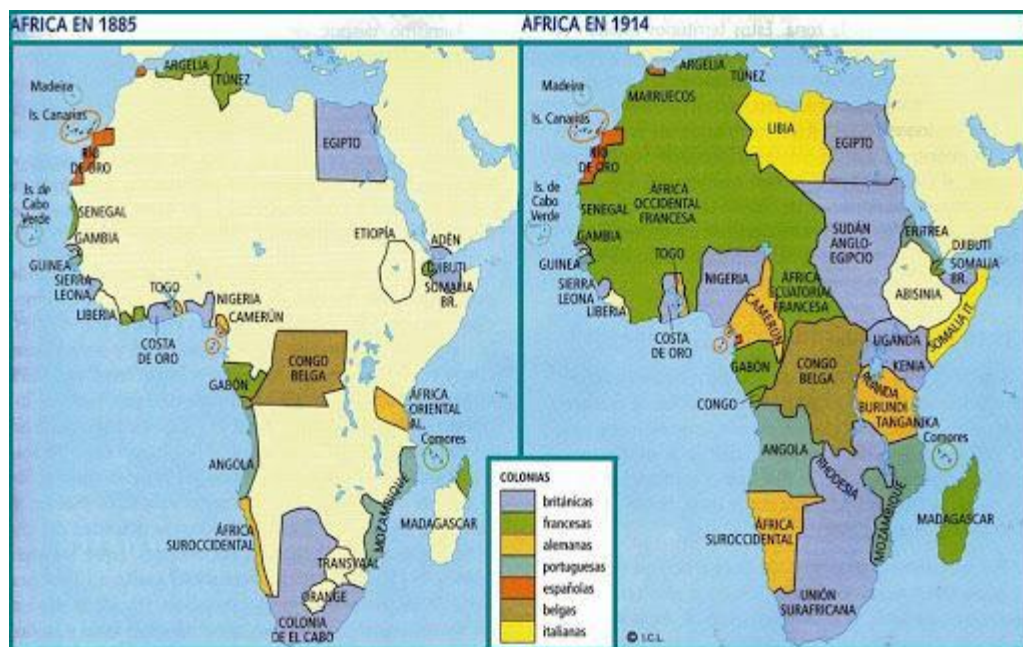 ÁFRICA EN 1885
ARGELIA
TÚNEZ
Madeira
Is. Canarias
EGIPTO
RÍO
DE ORO
Is. de
Cabo
Verde
SENEGAL
GAMBIA
ETIOPÍA
ADÉN
GUINEA
DJIBUTI
SIERRA
LEONA
SOMALIA
BR.
TOGO
NIGERIA
LIBERIA
CAMERÚN
COSTA
DE ORO
CONGO
BELGA
GABÓN
ÁFRICA
ORIENTAL
AL.
Comores
ANGOLA
MOZAMBIQUE
MADAGASCAR
ÁFRICA
SUROCCIDENTAL
TRANSVAAL
ORANGE
COLONIA
DE EL CABO
ÁFRICA EN 1914
ARGELIA
TÚNEZ
Madeira
MARRUECOS
Is. Canarias
LIBIA
EGIPTO
RÍO
DE ORO
Is. de
Cabo
Verde
ÁFRICA
OCCIDENTAL
FRANCESA
SENEGAL
GAMBIA
SUDÁN
ANGLO-
EGIPCIO
ERITREA
DJIBUTI
GUINEA
TOGO
NIGERIA
SOMALIA
BR.
SIERRA
LEONA
ÁFRICA
ECUATORIAL
FRANCESA
ABISINIA
LIBERIA
CAMERÚN
SOMALIA IT.
COSTA
DE ORO
UGANDA
KENIA
GABÓN
CONGO
BELGA
RUANDA
BURUNDI
TANGANIKA
CONGO
Comores
ANGOLA
RHODESIA
MOZAMBIQUE
MADAGASCAR
ÁFRICA
SUROCCIDENTAL
UNIÓN
SURAFRICANA
COLONIAS
británicas
francesas
alemanas
portuguesas
españolas
belgas
italianas
© I.C.L.